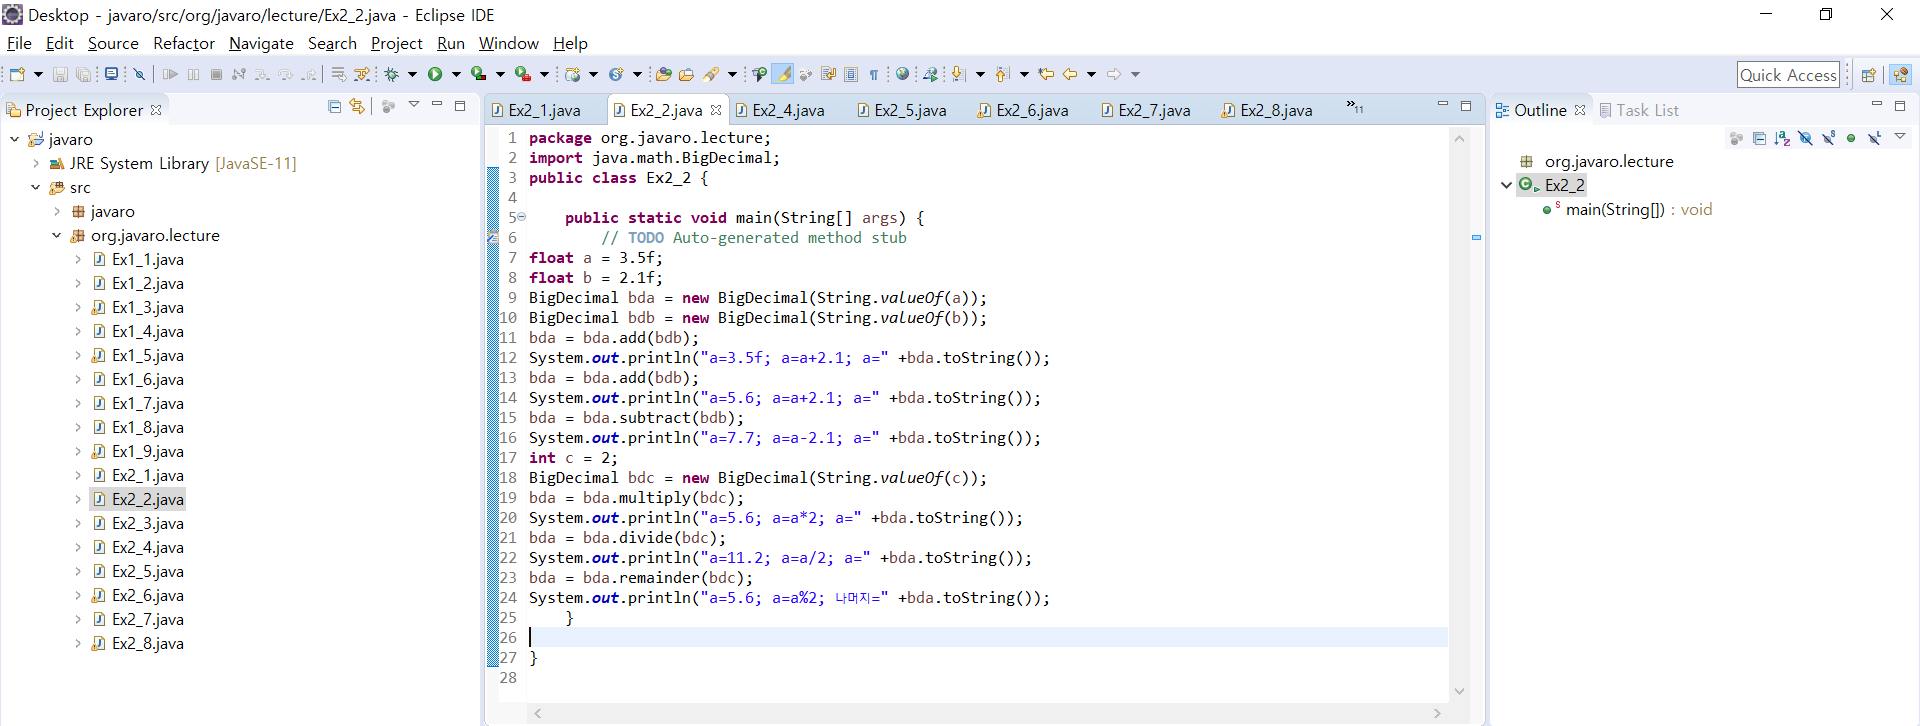 Desktop - javaro/src/org/javaro/lecture/Ex2_2.java - Eclipse IDE
File Edit Source Refactor Navigate Search Project Run Window Help
Quick Access
Project Explorer
javaro
JRE System Library [JavaSE-11]
src
javaro
org.javaro.lecture
Ex1_1.java
Ex1_2.java
Ex1_3.java
Ex1_4.java
Ex1_5.java
Ex1_6.java
Ex1_7.java
Ex1_8.java
Ex1_9.java
Ex2_1.java
Ex2_2.java
Ex2_3.java
Ex2_4.java
Ex2_5.java
Ex2_6.java
Ex2_7.java
Ex2_8.java
Ex2_1.java Ex2_2.java Ex2_4.java Ex2_5.java Ex2_6.java Ex2_7.java Ex2_8.java »11
1 package org.javaro.lecture;
2 import java.math.BigDecimal;
3 public class Ex2_2 {
4
5     public static void main(String[] args) {
6         // TODO Auto-generated method stub
7 float a = 3.5f;
8 float b = 2.1f;
9 BigDecimal bda = new BigDecimal(String.valueOf(a));
10 BigDecimal bdb = new BigDecimal(String.valueOf(b));
11 bda = bda.add(bdb);
12 System.out.println("a=3.5f; a=a+2.1; a=" +bda.toString());
13 bda = bda.add(bdb);
14 System.out.println("a=5.6; a=a+2.1; a=" +bda.toString());
15 bda = bda.subtract(bdb);
16 System.out.println("a=7.7; a=a-2.1; a=" +bda.toString());
17 int c = 2;
18 BigDecimal bdc = new BigDecimal(String.valueOf(c));
19 bda = bda.multiply(bdc);
20 System.out.println("a=5.6; a=a*2; a=" +bda.toString());
21 bda = bda.divide(bdc);
22 System.out.println("a=11.2; a=a/2; a=" +bda.toString());
23 bda = bda.remainder(bdc);
24 System.out.println("a=5.6; a=a%2; 나머지=" +bda.toString());
25     }
26
27 }
28
Outline Task List
org.javaro.lecture
Ex2_2
main(String[]) : void